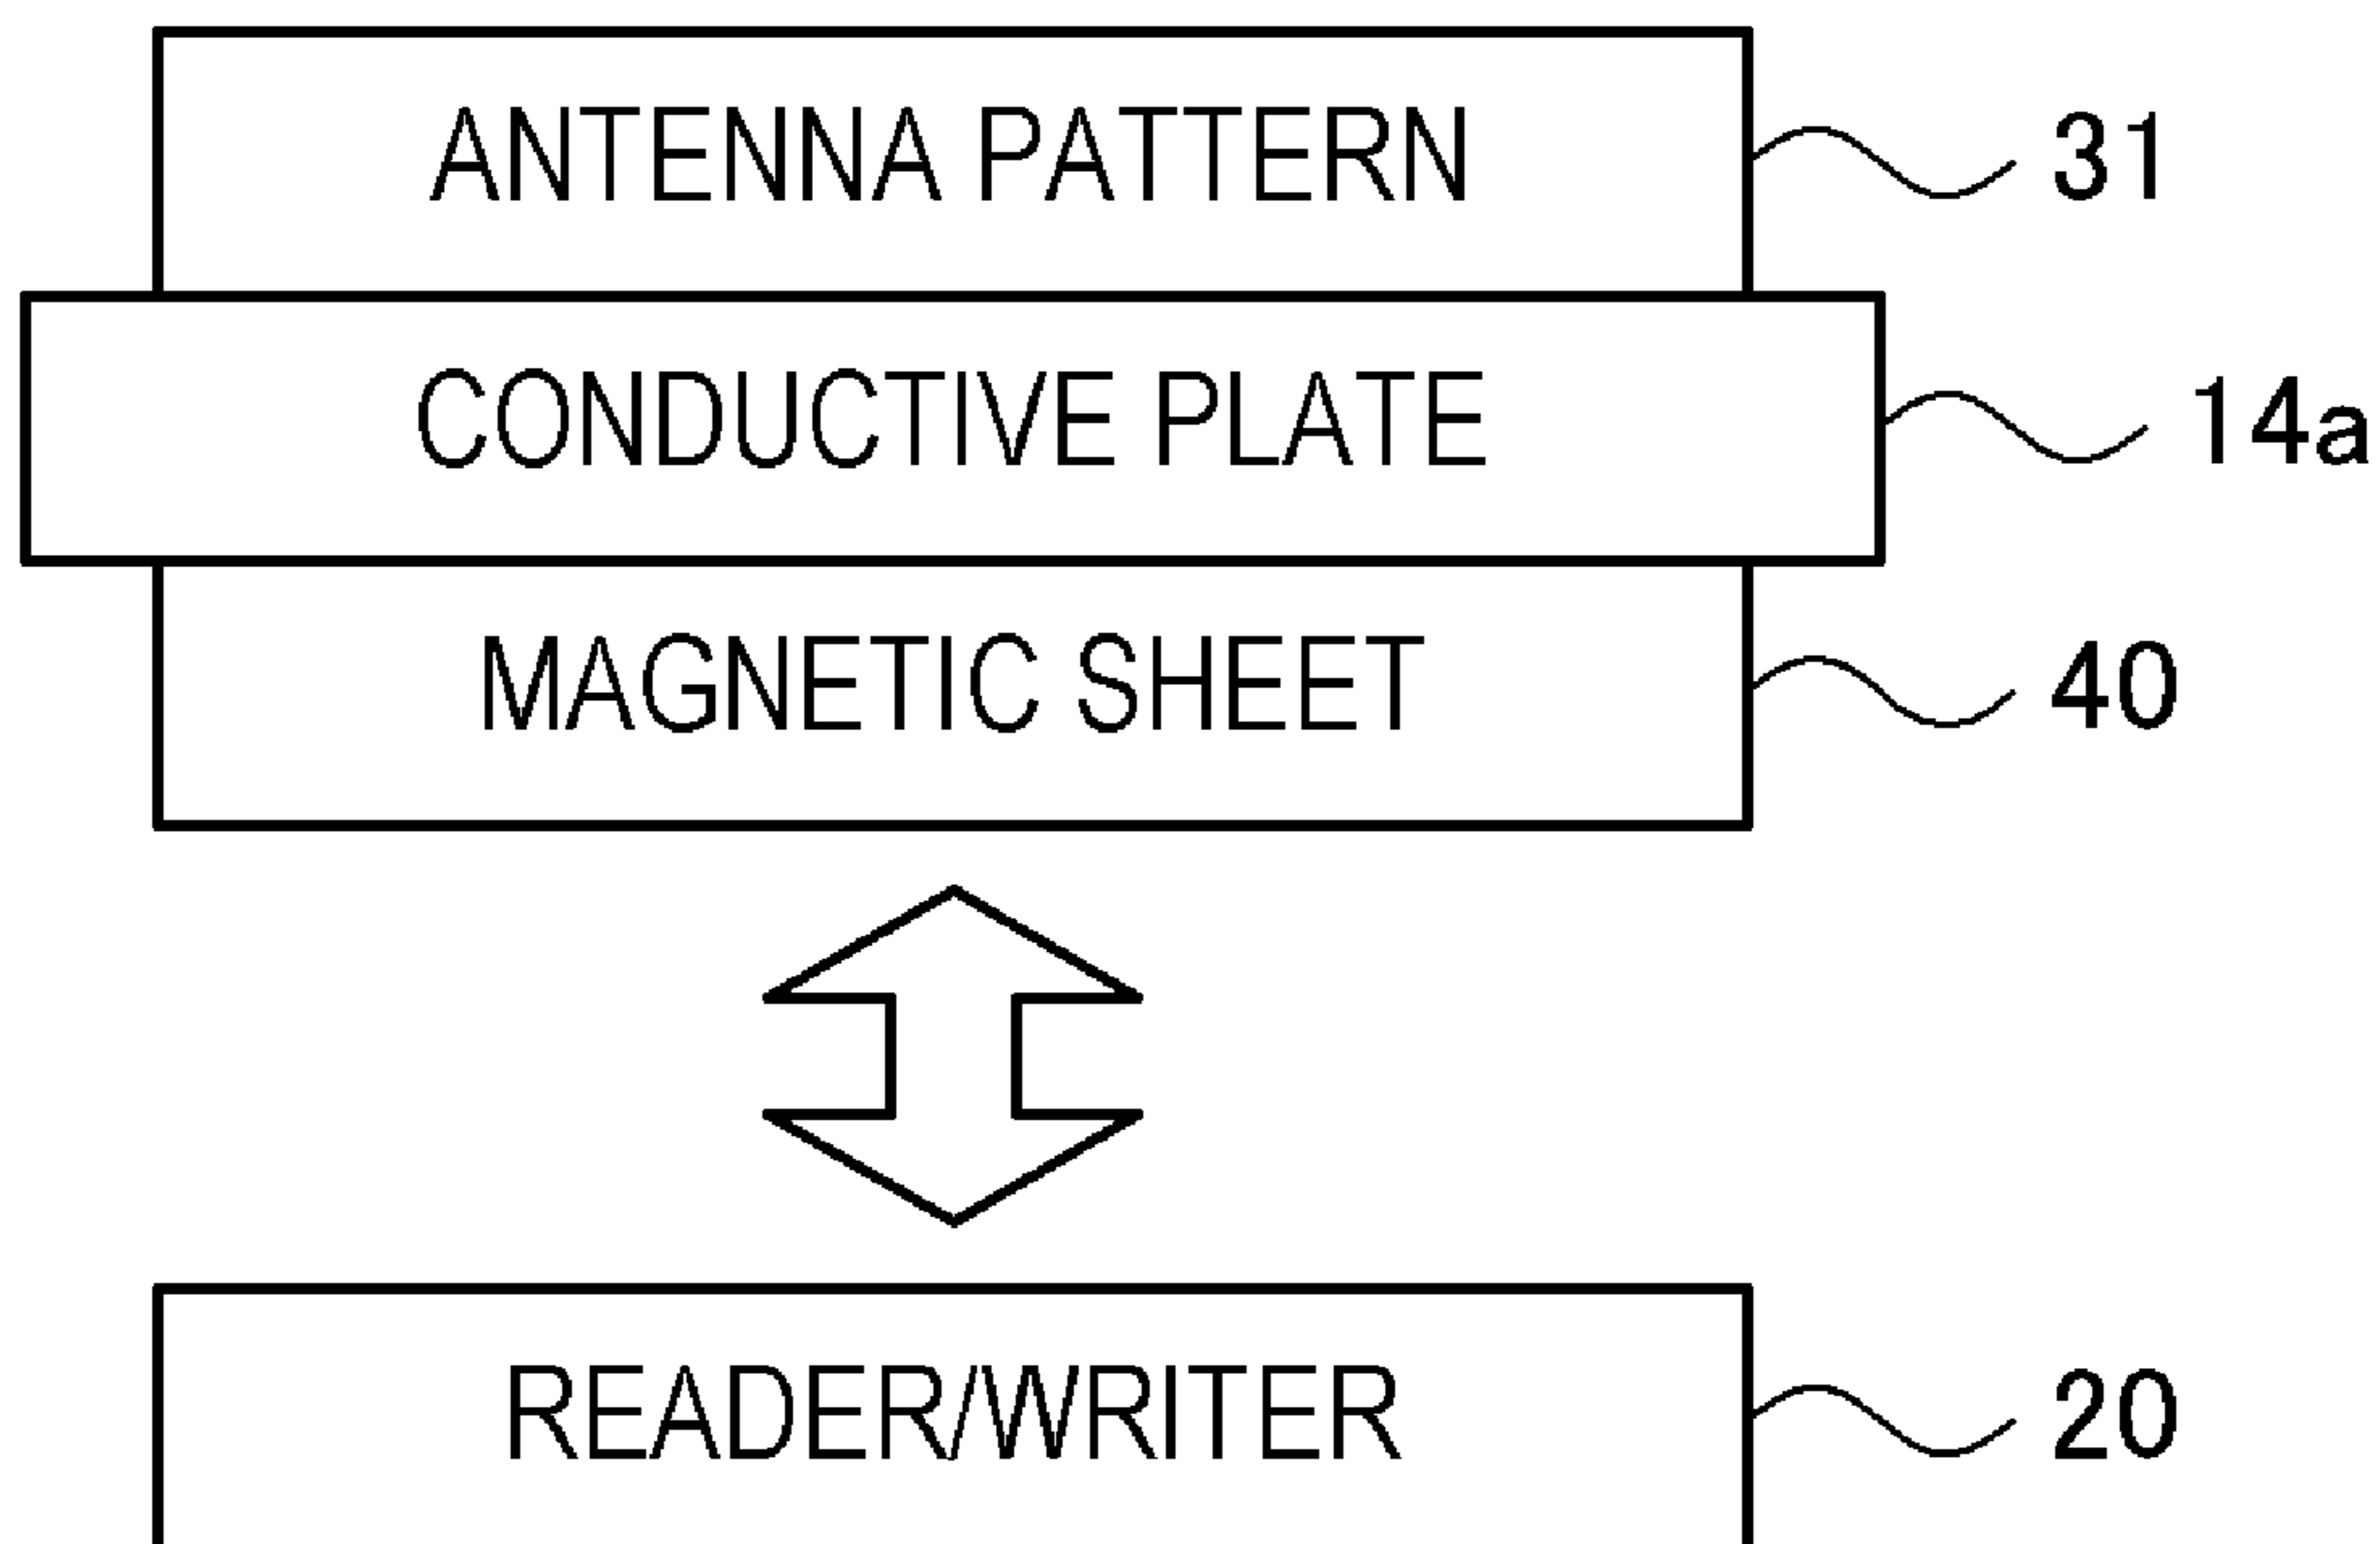 ANTENNA PATTERN 31
CONDUCTIVE PLATE 14a
MAGNETIC SHEET 40
READER/WRITER 20